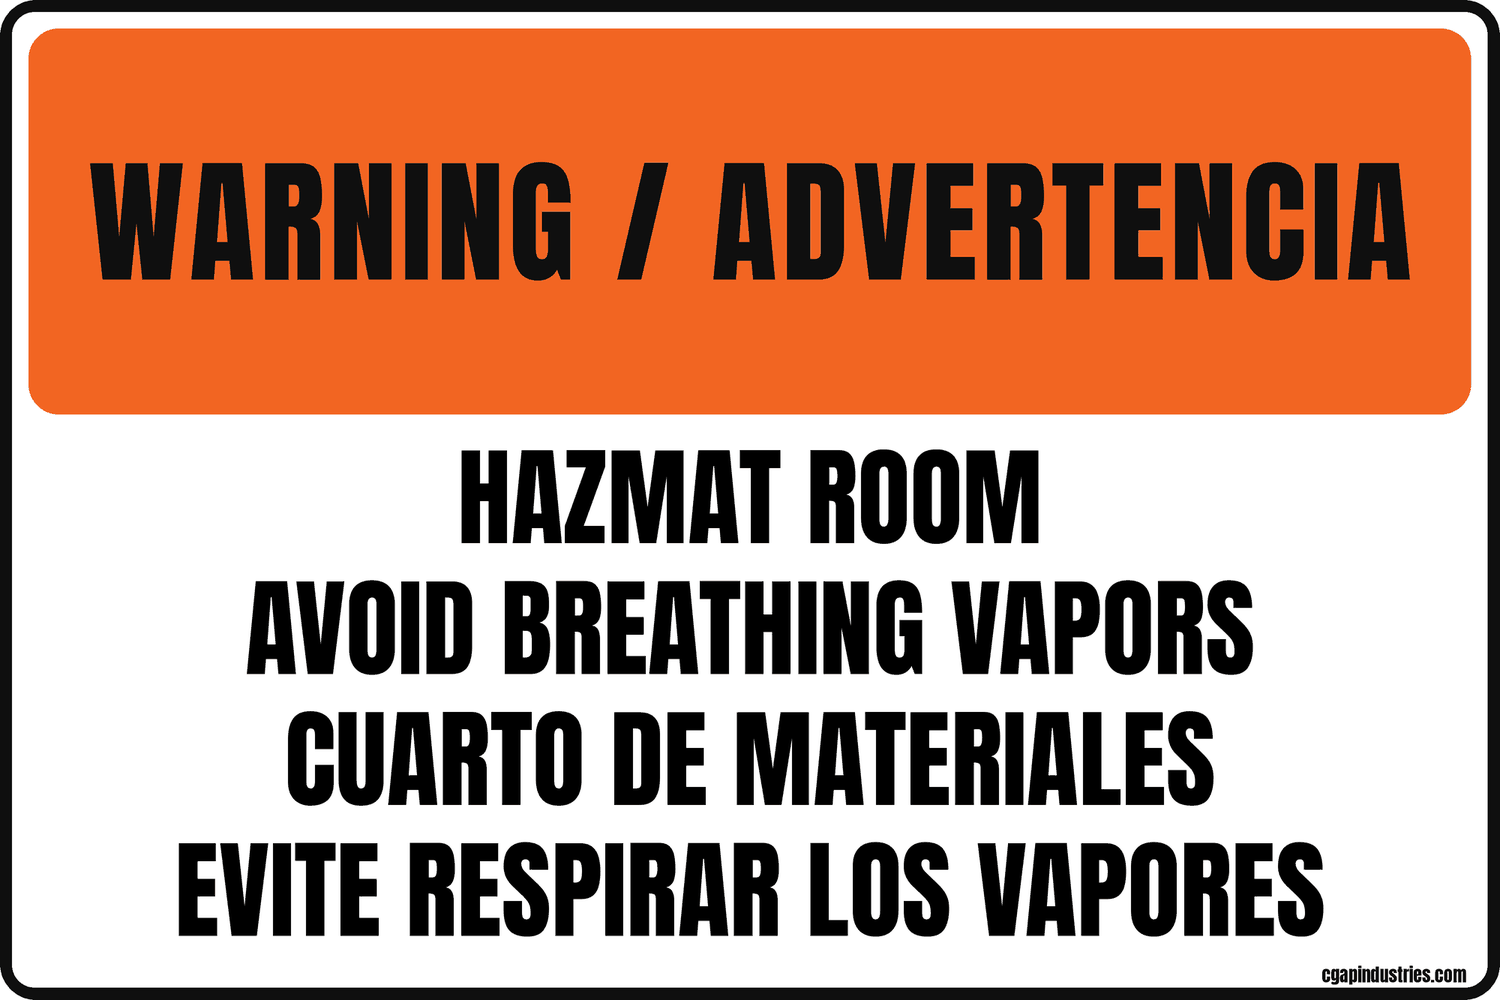 WARNING / ADVERTENCIA
HAZMAT ROOM
AVOID BREATHING VAPORS
CUARTO DE MATERIALES
EVITE RESPIRAR LOS VAPORES
cgapindustries.com